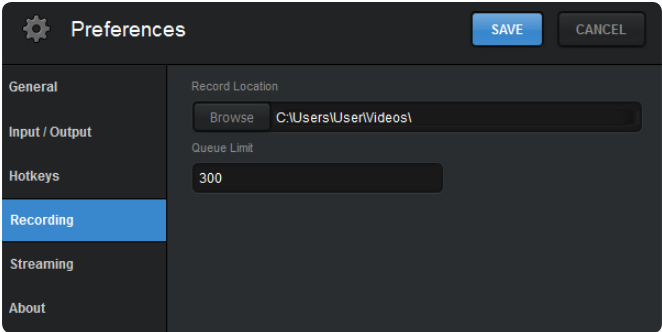 Preferences
SAVE
CANCEL
General
Input / Output
Hotkeys
Recording
Streaming
About
Record Location
Browse C:\Users\User\Videos\
Queue Limit
300